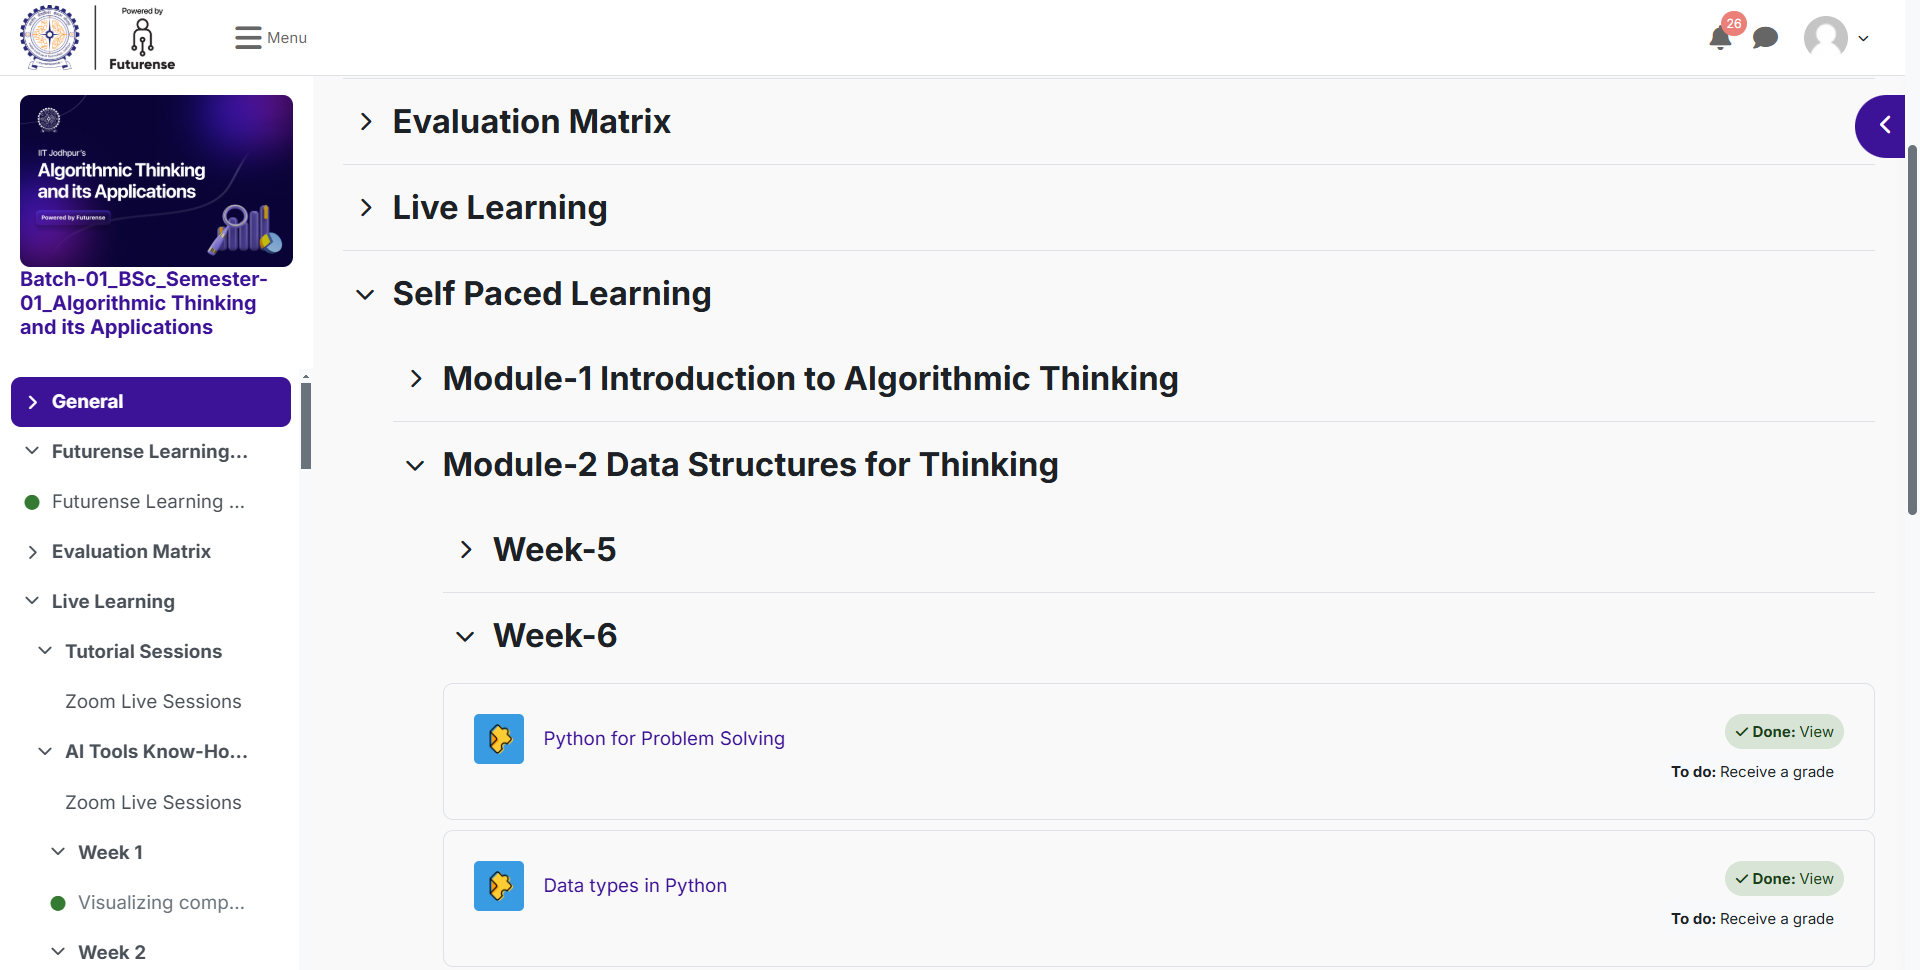 Powered by
Futurense
Menu
26
IIT Jodhpur's
Algorithmic Thinking
and its Applications
Powered by Futurense
Batch-01_BSc_Semester-
01_Algorithmic Thinking
and its Applications
General
Futurense Learning...
Futurense Learning ...
Evaluation Matrix
Live Learning
Tutorial Sessions
Zoom Live Sessions
AI Tools Know-Ho...
Zoom Live Sessions
Week 1
Visualizing comp...
Week 2
Evaluation Matrix
Live Learning
Self Paced Learning
Module-1 Introduction to Algorithmic Thinking
Module-2 Data Structures for Thinking
Week-5
Week-6
Python for Problem Solving
Done: View
To do: Receive a grade
Data types in Python
Done: View
To do: Receive a grade